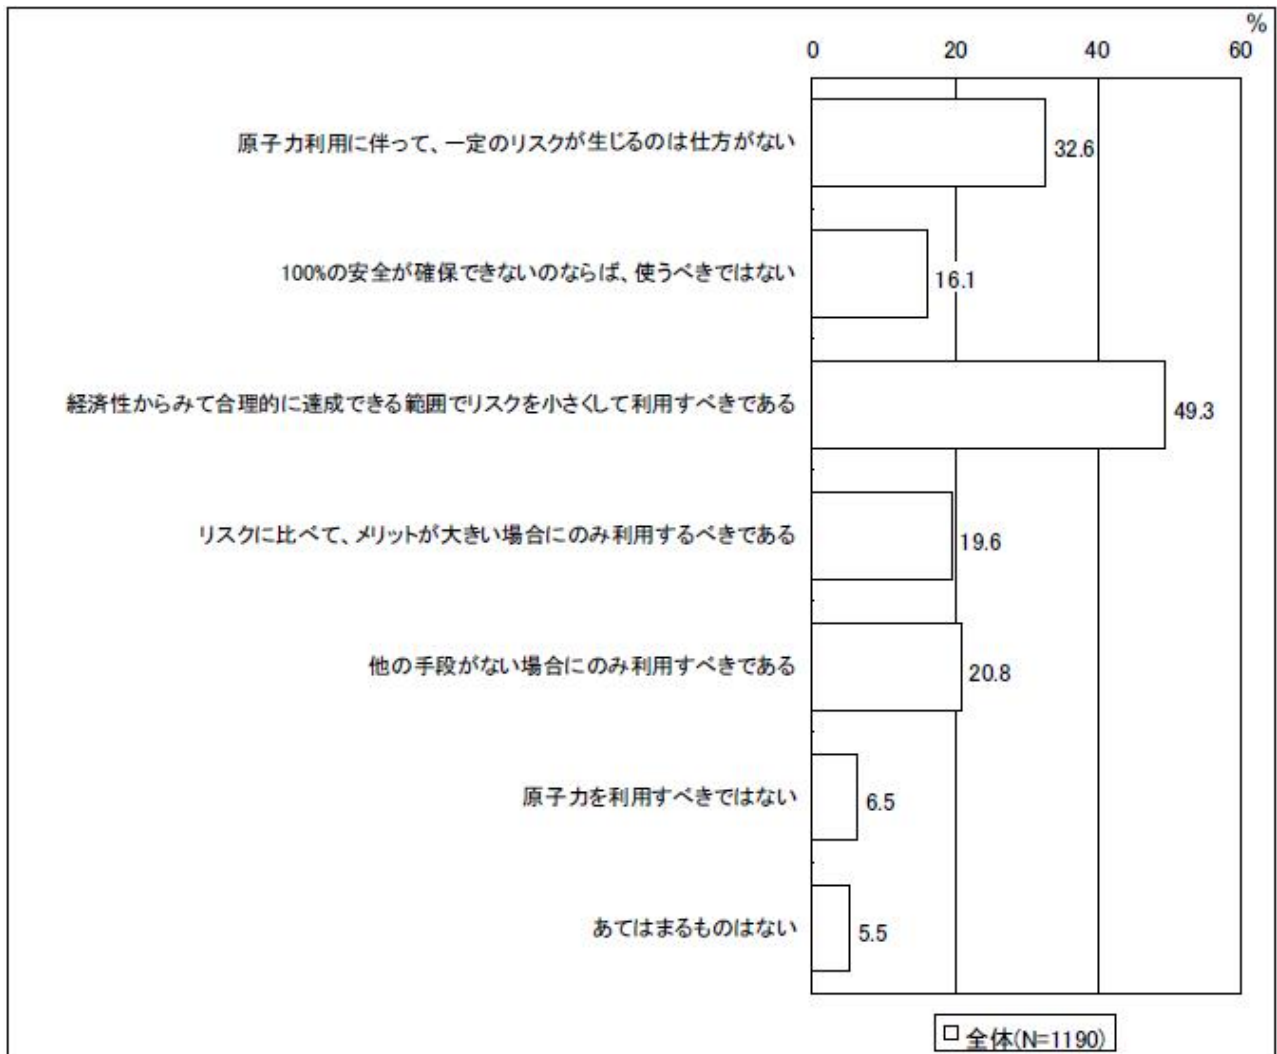 %
0 20 40 60
原子力利用に伴って、一定のリスクが生じるのは仕方がない 32.6
100%の安全が確保できないのならば、使うべきではない 16.1
経済性からみて合理的に達成できる範囲でリスクを小さくして利用すべきである 49.3
リスクに比べて、メリットが大きい場合にのみ利用するべきである 19.6
他の手段がない場合にのみ利用すべきである 20.8
原子力を利用すべきではない 6.5
あてはまるものはない 5.5
全体(N=1190)